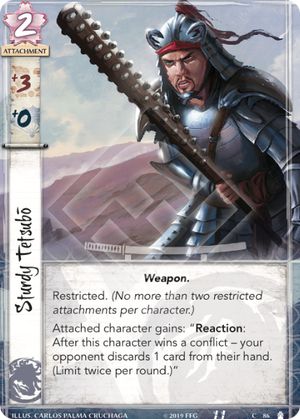 2
ATTACHMENT
+3
+0
Sturdy Tetsubō
Weapon.
Restricted. (No more than two restricted
attachments per character.)
Attached character gains: “Reaction:
After this character wins a conflict – your
opponent discards 1 card from their hand.
(Limit twice per round.)”
ILLUS. CARLOS PALMA CRUCHAGA
©2019 FFG
11
C
86